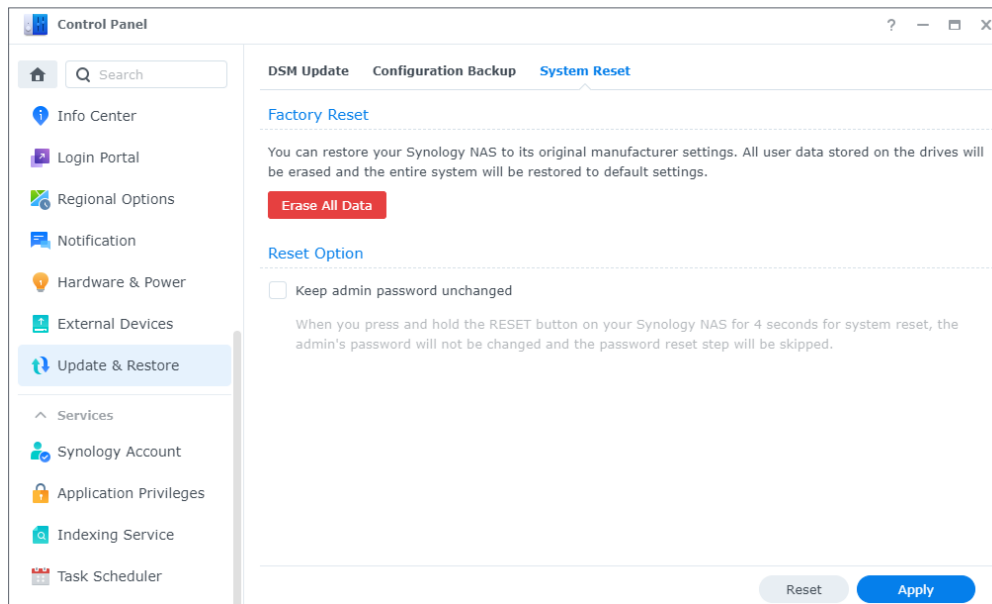 Control Panel
?
Search
Info Center
Login Portal
Regional Options
Notification
Hardware & Power
External Devices
Update & Restore
Services
Synology Account
Application Privileges
Indexing Service
Task Scheduler
DSM Update Configuration Backup System Reset
Factory Reset
You can restore your Synology NAS to its original manufacturer settings. All user data stored on the drives will
be erased and the entire system will be restored to default settings.
Erase All Data
Reset Option
Keep admin password unchanged
When you press and hold the RESET button on your Synology NAS for 4 seconds for system reset, the
admin's password will not be changed and the password reset step will be skipped.
Reset Apply